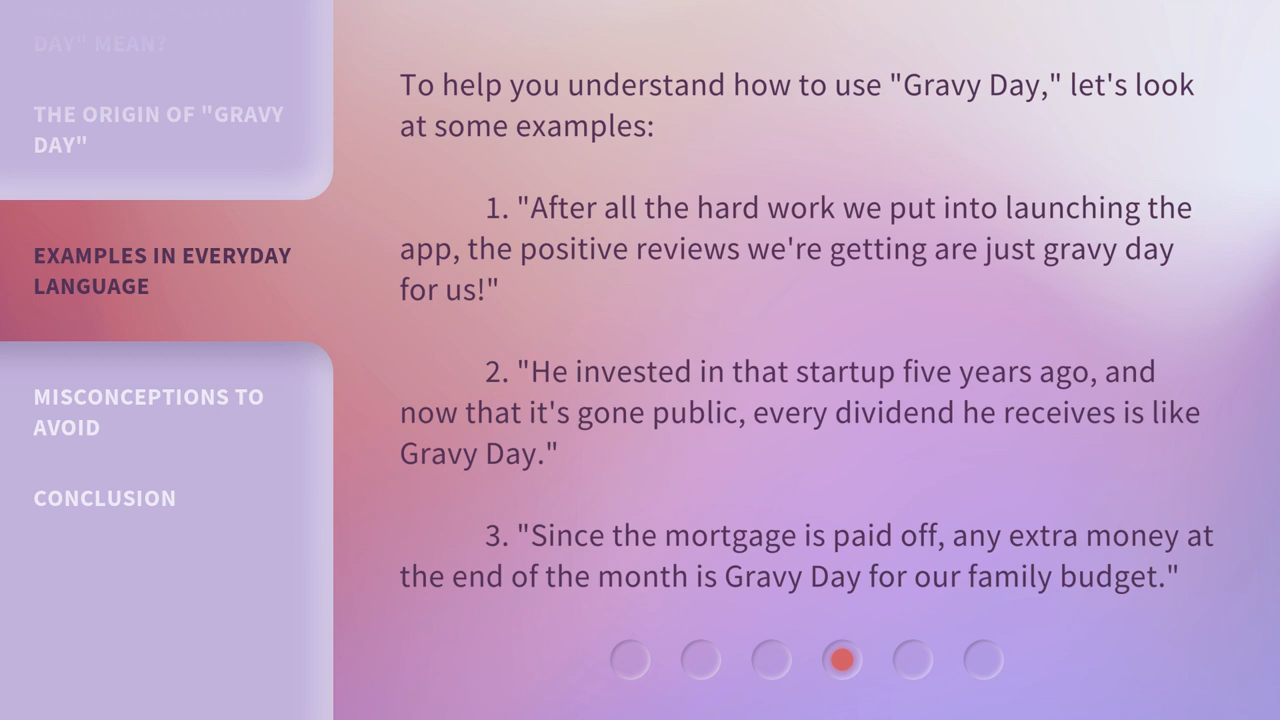 DAY" MEAN?
THE ORIGIN OF "GRAVY
DAY"
EXAMPLES IN EVERYDAY
LANGUAGE
MISCONCEPTIONS TO
AVOID
CONCLUSION
To help you understand how to use "Gravy Day," let's look
at some examples:
1. "After all the hard work we put into launching the
app, the positive reviews we're getting are just gravy day
for us!"
2. "He invested in that startup five years ago, and
now that it's gone public, every dividend he receives is like
Gravy Day."
3. "Since the mortgage is paid off, any extra money at
the end of the month is Gravy Day for our family budget."